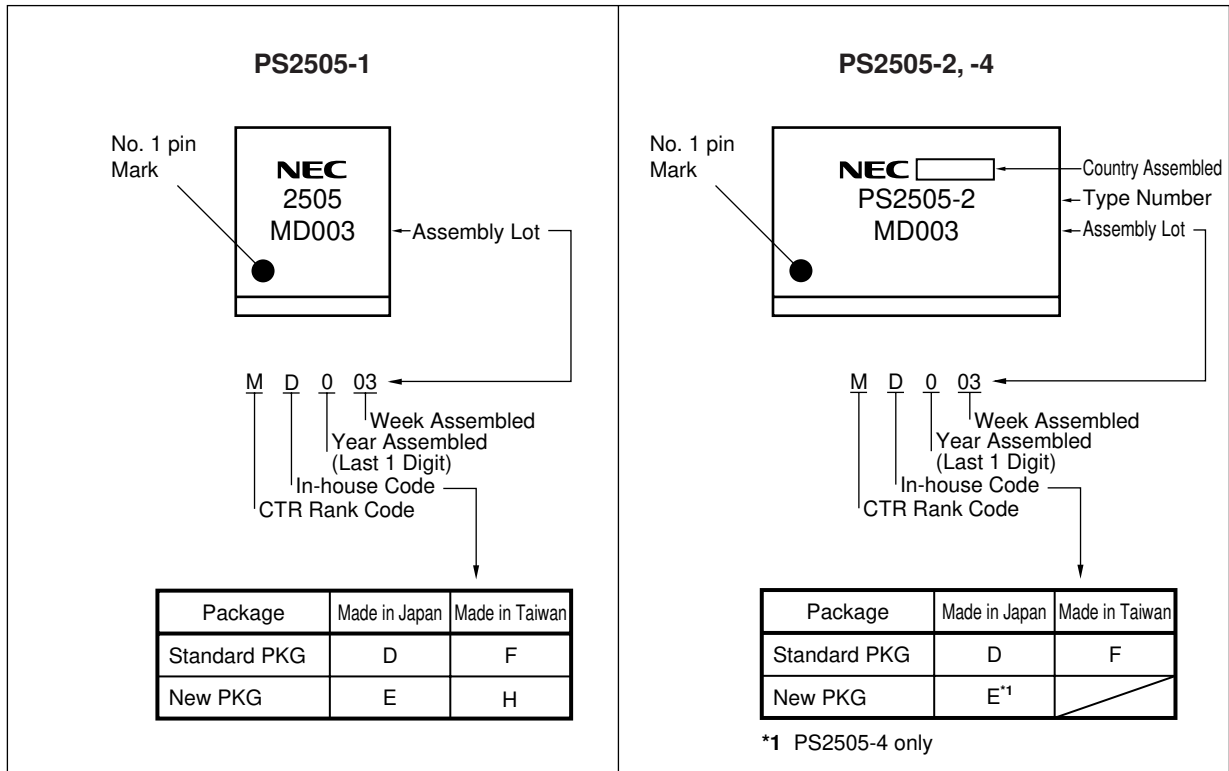 PS2505-1
No. 1 pin
Mark
NEC
2505
MD003
Assembly Lot
M D 0 03
Week Assembled
Year Assembled
(Last 1 Digit)
In-house Code
CTR Rank Code
Package Made in Japan Made in Taiwan
Standard PKG D F
New PKG E H
PS2505-2, -4
No. 1 pin
Mark
NEC
Country Assembled
PS2505-2
Type Number
MD003
Assembly Lot
M D 0 03
Week Assembled
Year Assembled
(Last 1 Digit)
In-house Code
CTR Rank Code
Package Made in Japan Made in Taiwan
Standard PKG D F
New PKG E*1
*1 PS2505-4 only